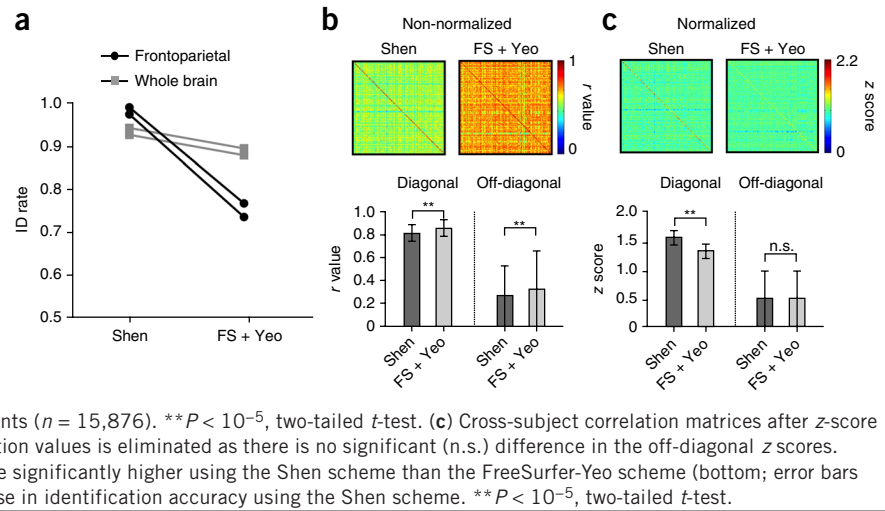 a
Frontoparietal
Whole brain
ID rate
1.0
0.9
0.8
0.7
0.6
0.5
Shen
FS + Yeo
b
Non-normalized
Shen
FS + Yeo
1
r value
0
Diagonal
Off-diagonal
r value
1.0
0.8
0.6
0.4
0.2
0
**
**
Shen
FS + Yeo
Shen
FS + Yeo
c
Normalized
Shen
FS + Yeo
2.2
z score
0
Diagonal
Off-diagonal
z score
2.0
1.5
1.0
0.5
0
**
n.s.
Shen
FS + Yeo
Shen
FS + Yeo
nts (n = 15,876). **P < 10⁻⁵, two-tailed t-test. (c) Cross-subject correlation matrices after z-score
tion values is eliminated as there is no significant (n.s.) difference in the off-diagonal z scores.
e significantly higher using the Shen scheme than the FreeSurfer-Yeo scheme (bottom; error bars
se in identification accuracy using the Shen scheme. **P < 10⁻⁵, two-tailed t-test.